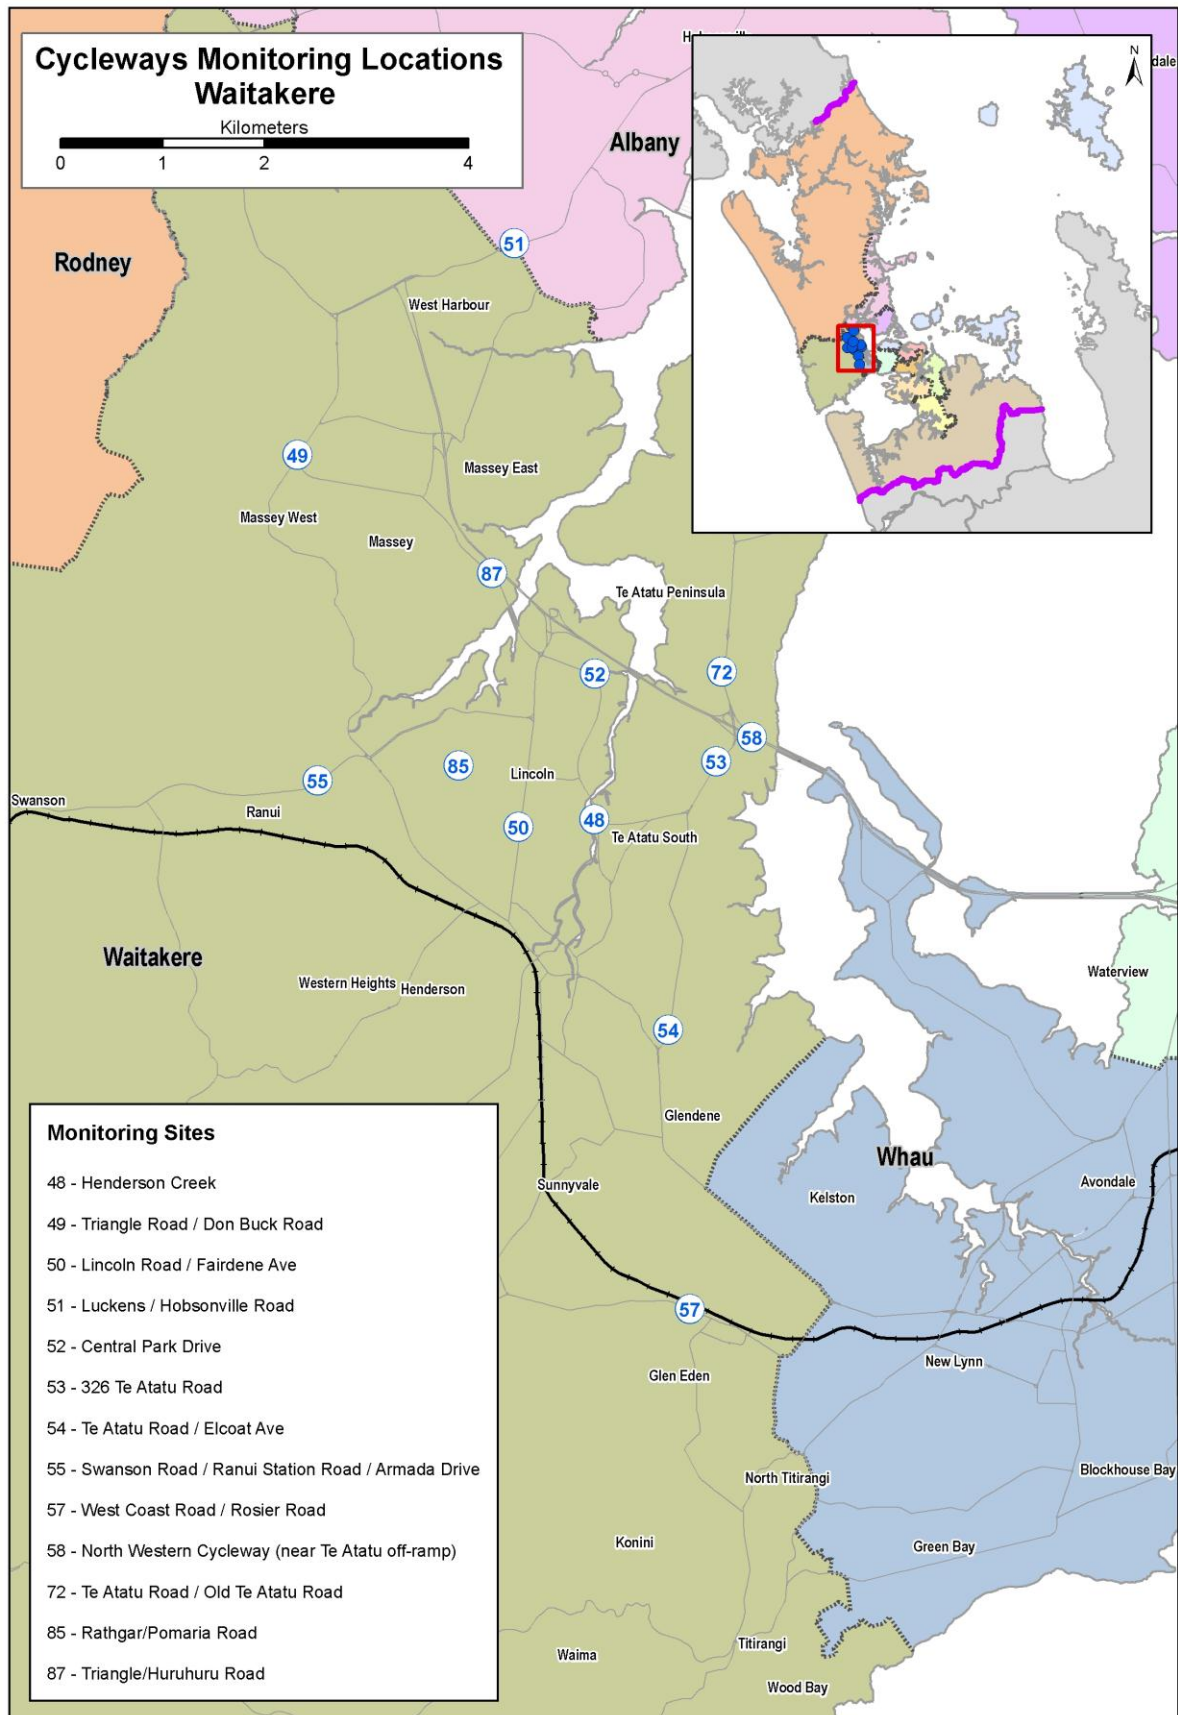 Cycleways Monitoring Locations
Waitakere
Kilometers
0 1 2 4
N
dale
Albany
Rodney
51
West Harbour
49
Massey East
Massey West
Massey
87
Te Atatu Peninsula
52
72
58
53
85
Lincoln
55
Swanson
Ranui
50
48
Te Atatu South
Waitakere
Western Heights
Henderson
Waterview
54
Glendene
Whau
Sunnyvale
Kelston
Avondale
57
New Lynn
Glen Eden
North Titirangi
Blockhouse Bay
Konini
Green Bay
Titirangi
Waima
Wood Bay
Monitoring Sites
48 - Henderson Creek
49 - Triangle Road / Don Buck Road
50 - Lincoln Road / Fairdene Ave
51 - Luckens / Hobsonville Road
52 - Central Park Drive
53 - 326 Te Atatu Road
54 - Te Atatu Road / Elcoat Ave
55 - Swanson Road / Ranui Station Road / Armada Drive
57 - West Coast Road / Rosier Road
58 - North Western Cycleway (near Te Atatu off-ramp)
72 - Te Atatu Road / Old Te Atatu Road
85 - Rathgar/Pomaria Road
87 - Triangle/Huruhuru Road